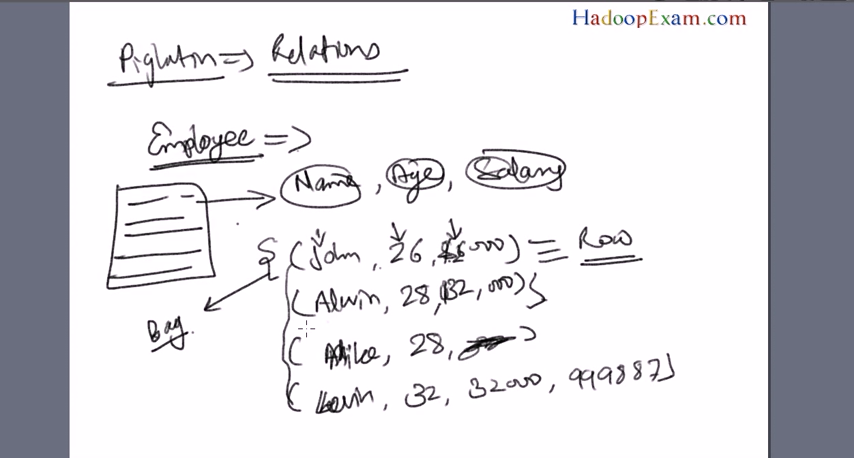 HadoopExam.com
Piglatin => Relations
Employee =>
Name, Age, Salary
{ (John, 26, 000) ≡ Row
(Alwin, 28, 32,000) }
Bag
( , 28, )
(Kevin, 32, 32000, 999887)